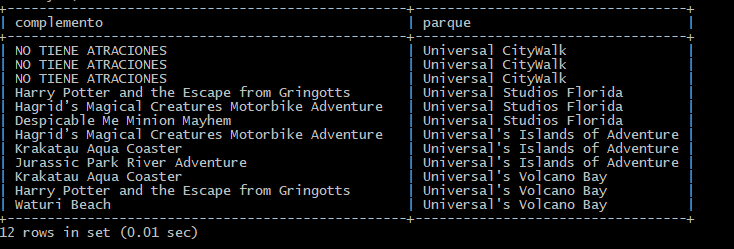 +--------------------------------------------------+----------------------------------+
| complemento | parque |
+--------------------------------------------------+----------------------------------+
| NO TIENE ATRACIONES | Universal CityWalk |
| NO TIENE ATRACIONES | Universal CityWalk |
| NO TIENE ATRACIONES | Universal CityWalk |
| Harry Potter and the Escape from Gringotts | Universal Studios Florida |
| Hagrid’s Magical Creatures Motorbike Adventure | Universal Studios Florida |
| Despicable Me Minion Mayhem | Universal Studios Florida |
| Hagrid’s Magical Creatures Motorbike Adventure | Universal's Islands of Adventure |
| Krakatau Aqua Coaster | Universal's Islands of Adventure |
| Jurassic Park River Adventure | Universal's Islands of Adventure |
| Krakatau Aqua Coaster | Universal's Volcano Bay |
| Harry Potter and the Escape from Gringotts | Universal's Volcano Bay |
| Waturi Beach | Universal's Volcano Bay |
+--------------------------------------------------+----------------------------------+
12 rows in set (0.01 sec)